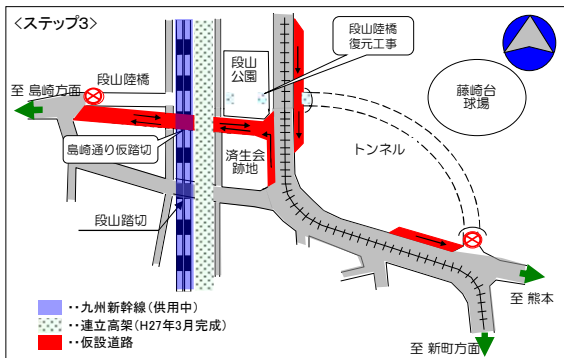 <ステップ3>
段山陸橋
復元工事
段山
公園
段山陸橋
至 島崎方面
藤崎台
球場
島崎通り仮踏切
済生会
跡地
トンネル
段山踏切
至 熊本
至 新町方面
・・九州新幹線(供用中)
・・連立高架(H27年3月完成)
・・仮設道路